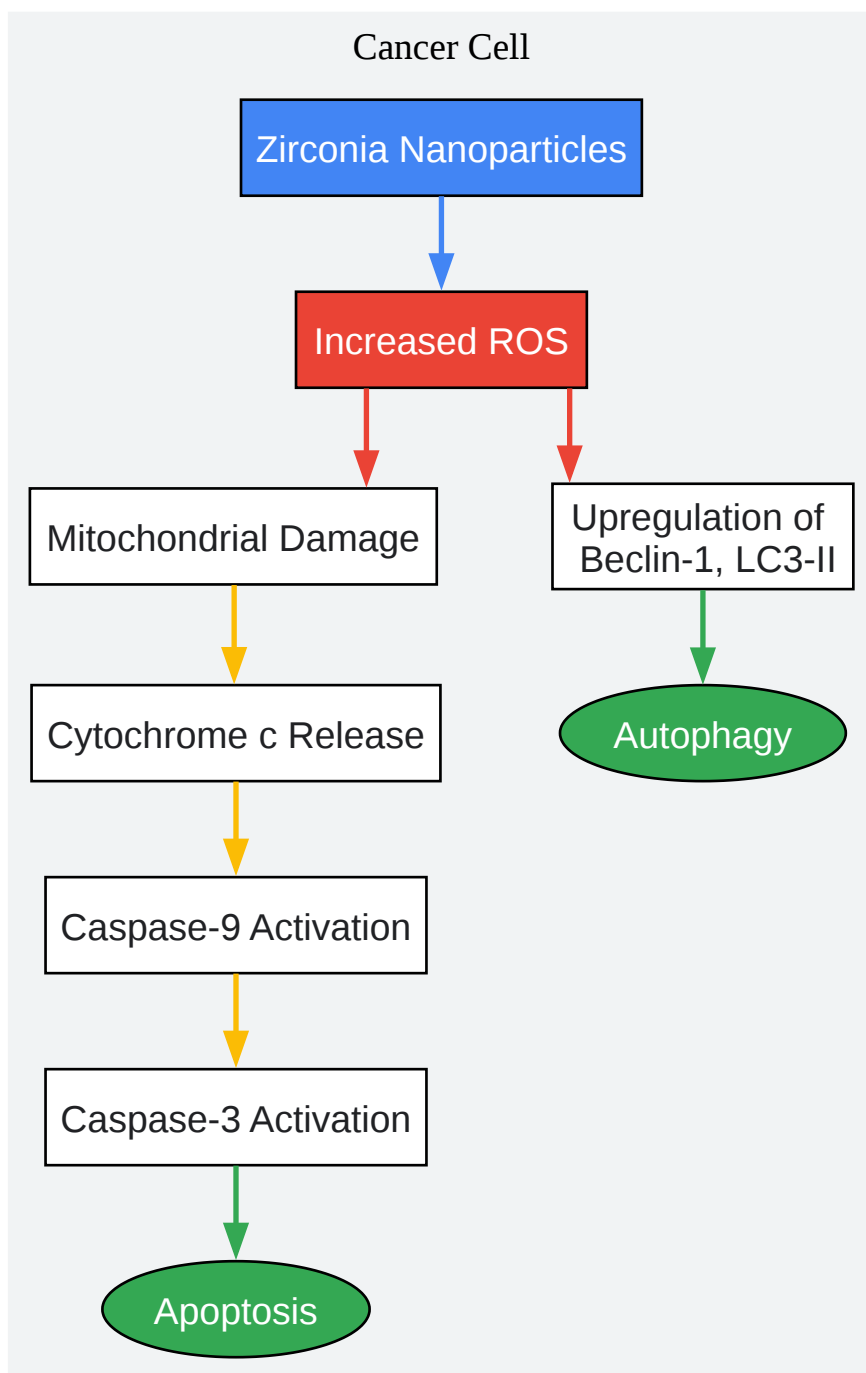 Cancer Cell
Zirconia Nanoparticles
Increased ROS
Mitochondrial Damage
Upregulation of
Beclin-1, LC3-II
Cytochrome c Release
Autophagy
Caspase-9 Activation
Caspase-3 Activation
Apoptosis